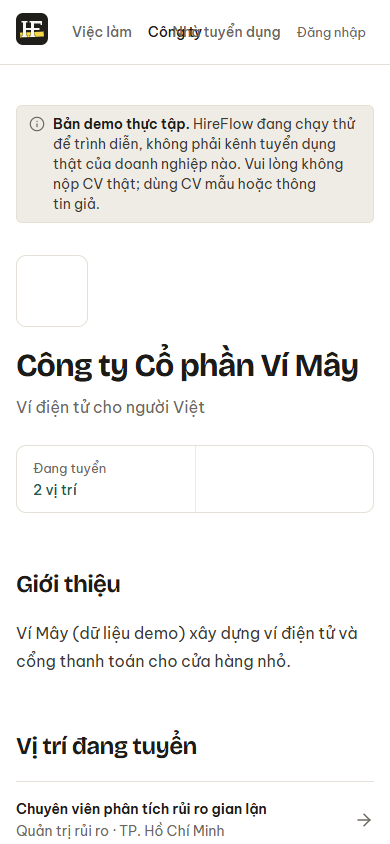 HF
Việc làm
Công ty
Nhà tuyển dụng
Đăng nhập
Bản demo thực tập. HireFlow đang chạy thử
để trình diễn, không phải kênh tuyển dụng
thật của doanh nghiệp nào. Vui lòng không
nộp CV thật; dùng CV mẫu hoặc thông
tin giả.
Công ty Cổ phần Ví Mây
Ví điện tử cho người Việt
Đang tuyển
2 vị trí
Giới thiệu
Ví Mây (dữ liệu demo) xây dựng ví điện tử và
cổng thanh toán cho cửa hàng nhỏ.
Vị trí đang tuyển
Chuyên viên phân tích rủi ro gian lận
Quản trị rủi ro · TP. Hồ Chí Minh